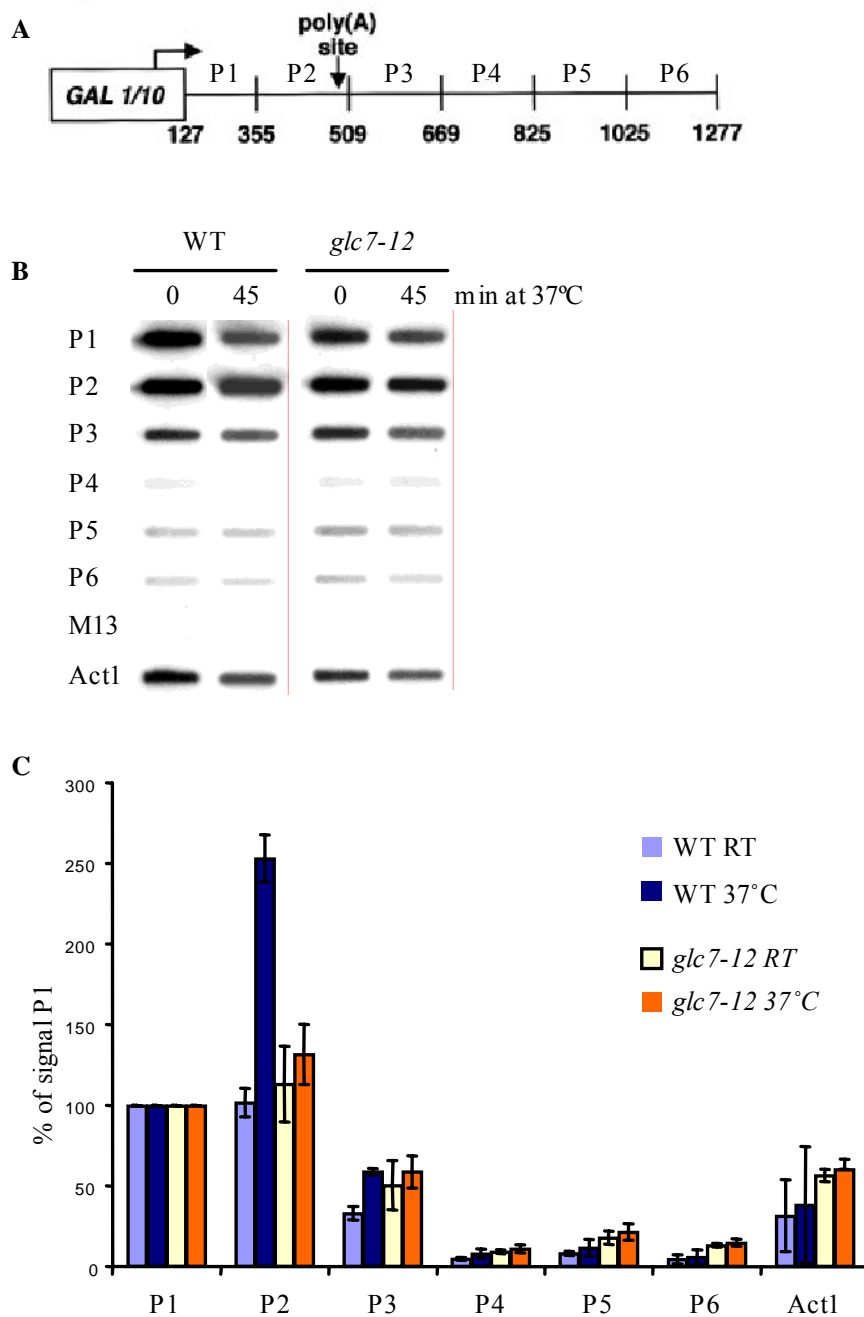 A
poly(A)
site
P1 P2 P3 P4 P5 P6
GAL 1/10
127 355 509 669 825 1025 1277
WT glc7-12
B
0 45 0 45 min at 37ºC
P1
P2
P3
P4
P5
P6
M13
Act1
C
% of signal P1
300
250
200
150
100
50
0
WT RT
WT 37˚C
glc7-12 RT
glc7-12 37˚C
P1 P2 P3 P4 P5 P6 Act1